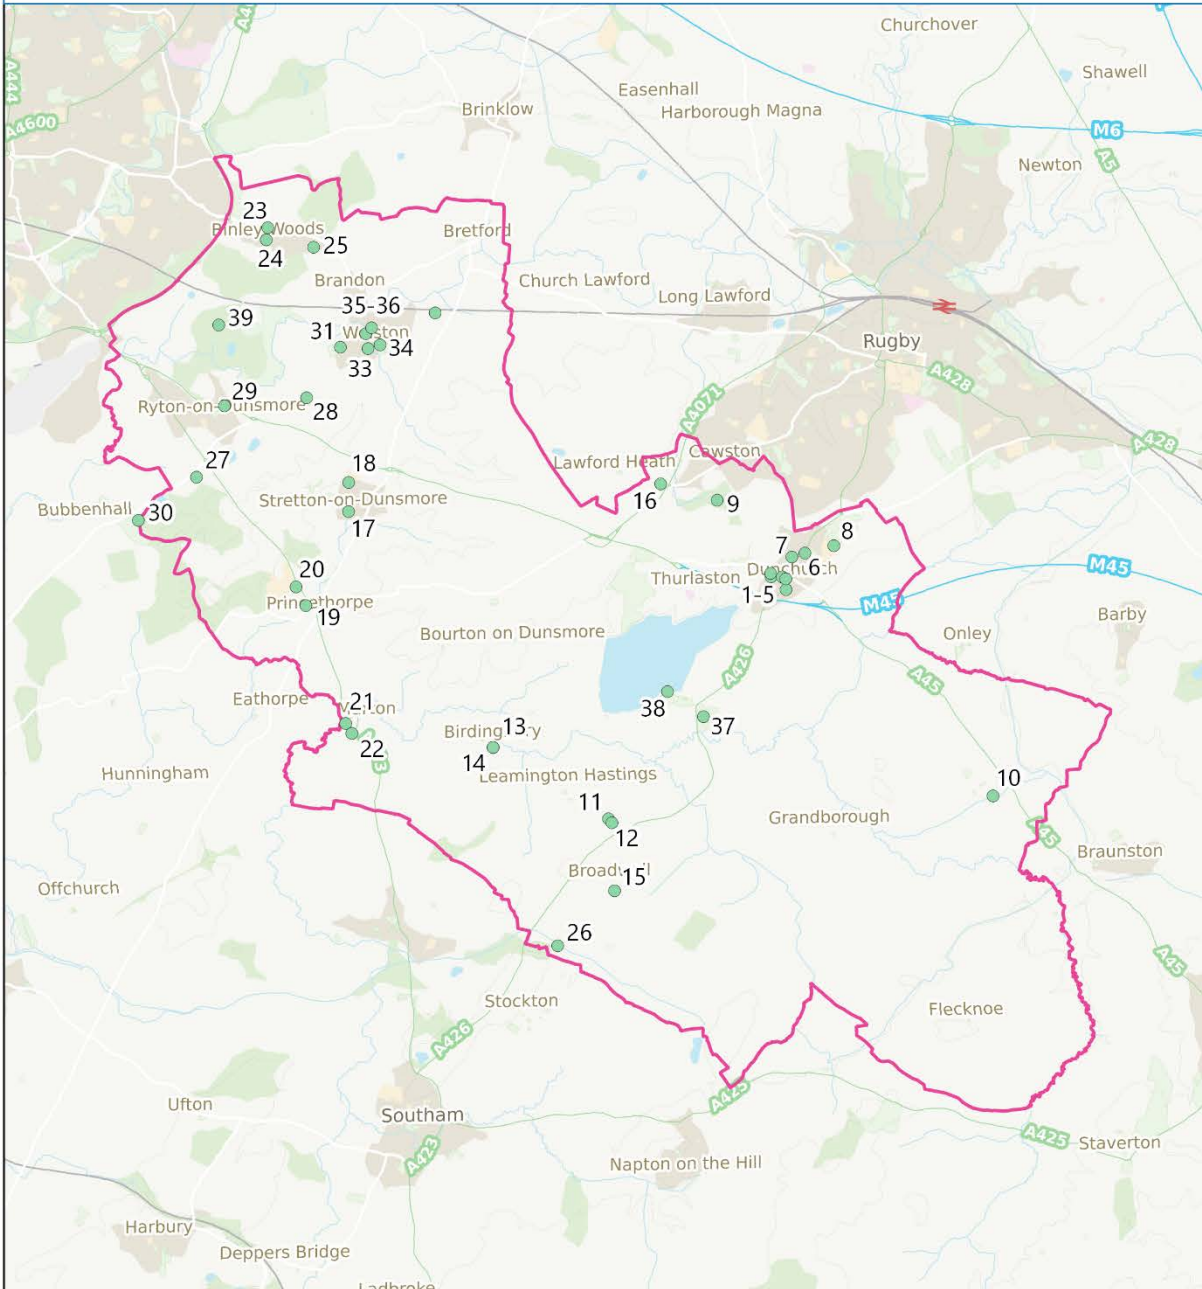 Churchover
A4600
A444
Easenhall
Shawell
Brinklow
Harborough Magna
M6
A5
Newton
23
Binley Woods
24
25
Bretford
Brandon
Church Lawford
Long Lawford
35-36
39
31
33
34
Rugby
A428
29
Ryton-on-Dunsmore
28
A4071
A428
Cawston
Lawford Heath
27
18
Stretton-on-Dunsmore
17
16
9
Bubbenhall
30
7
8
6
Thurlaston
1-5
M45
M45
20
Princethorpe
19
Bourton on Dunsmore
Barby
Onley
A426
A45
Eathorpe
21
22
38
37
13
14
Hunningham
Leamington Hastings
11
12
10
Grandborough
A45
Braunston
Offchurch
15
26
A45
Stockton
Flecknoe
A426
A425
Ufton
Southam
A423
A425
Staverton
Napton on the Hill
Harbury
Deppers Bridge